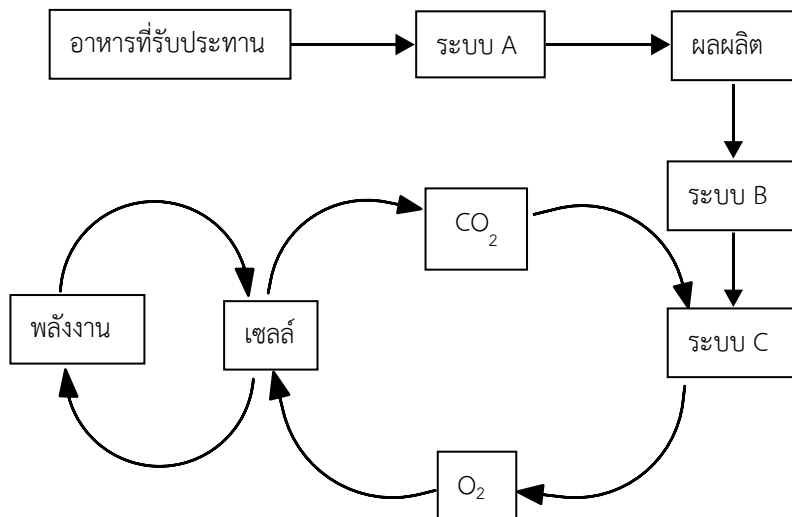 อาหารที่รับประทาน
ระบบ A
ผลผลิต
ระบบ B
CO₂
พลังงาน
เซลล์
ระบบ C
O₂